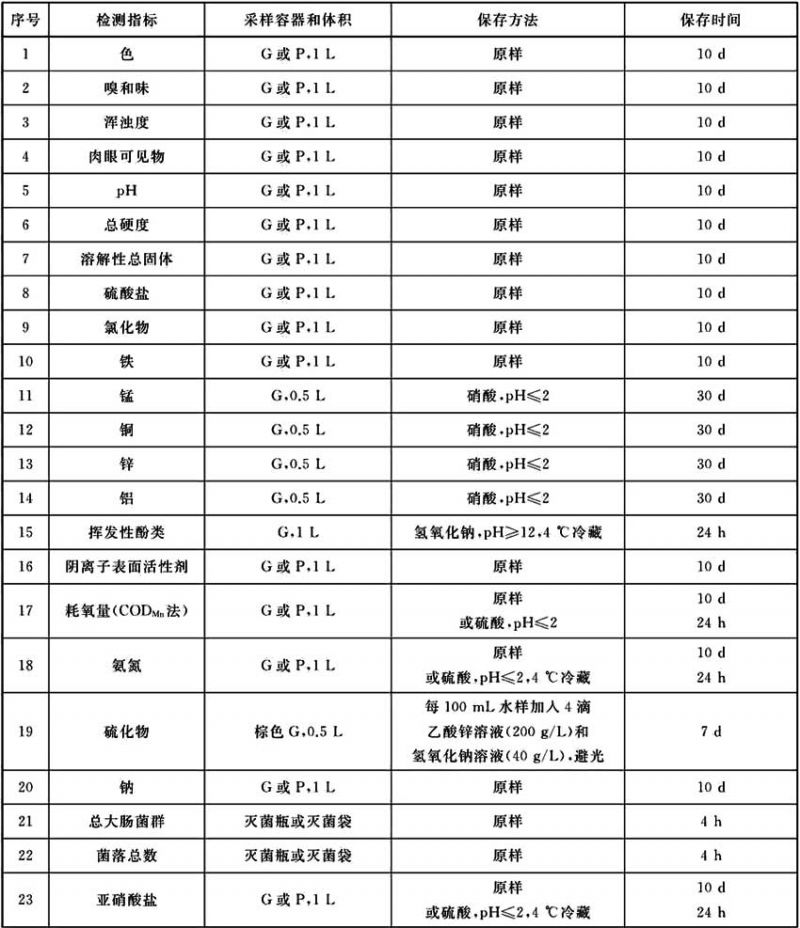 序号 检测指标 采样容器和体积 保存方法 保存时间
1 色 G 或 P,1 L 原样 10 d
2 嗅和味 G 或 P,1 L 原样 10 d
3 浑浊度 G 或 P,1 L 原样 10 d
4 肉眼可见物 G 或 P,1 L 原样 10 d
5 pH G 或 P,1 L 原样 10 d
6 总硬度 G 或 P,1 L 原样 10 d
7 溶解性总固体 G 或 P,1 L 原样 10 d
8 硫酸盐 G 或 P,1 L 原样 10 d
9 氯化物 G 或 P,1 L 原样 10 d
10 铁 G 或 P,1 L 原样 10 d
11 锰 G,0.5 L 硝酸,pH≤2 30 d
12 铜 G,0.5 L 硝酸,pH≤2 30 d
13 锌 G,0.5 L 硝酸,pH≤2 30 d
14 铝 G,0.5 L 硝酸,pH≤2 30 d
15 挥发性酚类 G,1 L 氢氧化钠,pH≥12,4 ℃冷藏 24 h
16 阴离子表面活性剂 G 或 P,1 L 原样 10 d
17 耗氧量(CODMn法) G 或 P,1 L 原样 10 d
或硫酸,pH≤2 24 h
18 氨氮 G 或 P,1 L 原样 10 d
或硫酸,pH≤2,4 ℃冷藏 24 h
19 硫化物 棕色 G,0.5 L 每 100 mL 水样加入 4 滴
乙酸锌溶液(200 g/L)和
氢氧化钠溶液(40 g/L),避光 7 d
20 钠 G 或 P,1 L 原样 10 d
21 总大肠菌群 灭菌瓶或灭菌袋 原样 4 h
22 菌落总数 灭菌瓶或灭菌袋 原样 4 h
23 亚硝酸盐 G 或 P,1 L 原样 10 d
或硫酸,pH≤2,4 ℃冷藏 24 h